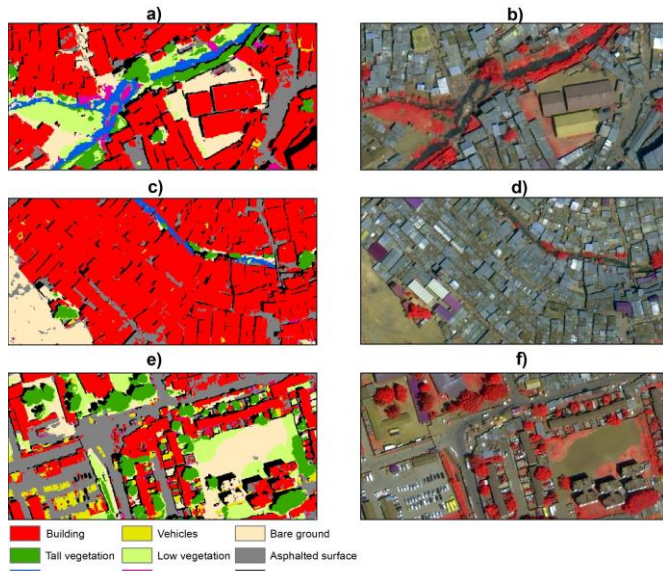 a)
b)
c)
d)
e)
f)
Building
Vehicles
Bare ground
Tall vegetation
Low vegetation
Asphalted surface